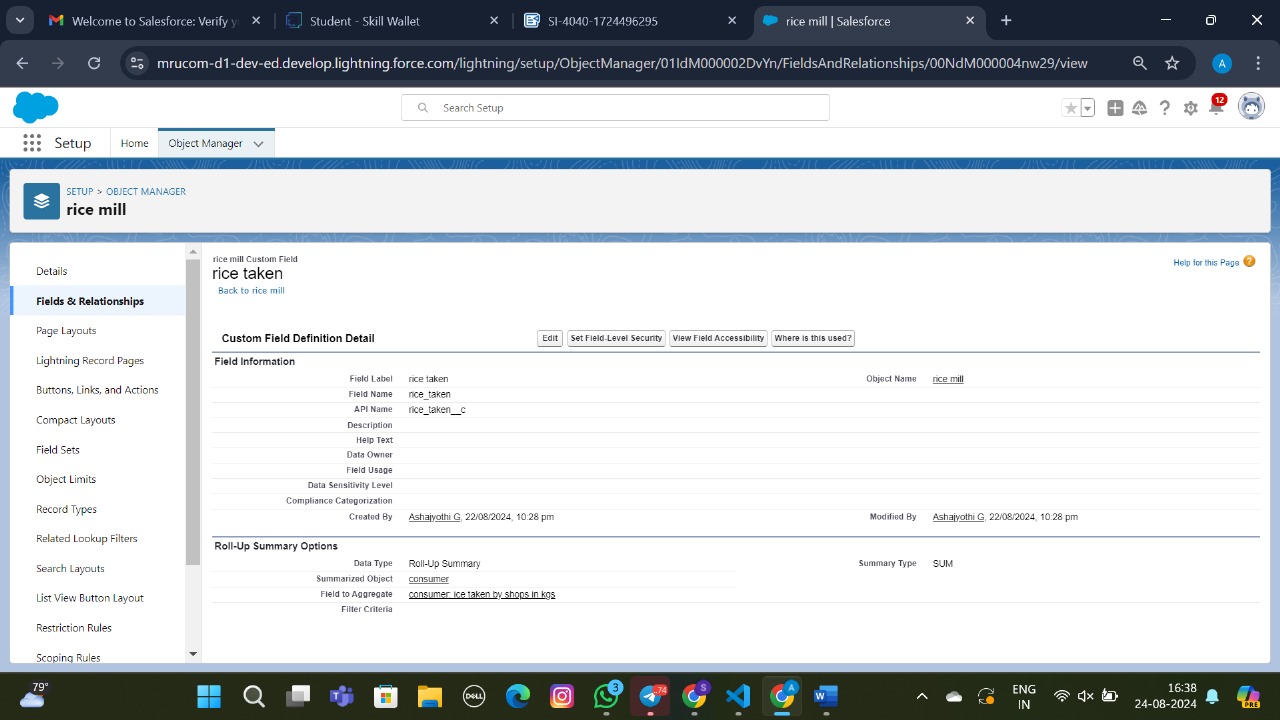 Welcome to Salesforce: Verify y
Student - Skill Wallet
SI-4040-1724496295
rice mill | Salesforce
mrucom-d1-dev-ed.develop.lightning.force.com/lightning/setup/ObjectManager/01IdM000002DvYn/FieldsAndRelationships/00NdM000004nw29/view
A
Search Setup
12
Setup
Home
Object Manager
SETUP > OBJECT MANAGER
rice mill
Details
Fields & Relationships
Page Layouts
Lightning Record Pages
Buttons, Links, and Actions
Compact Layouts
Field Sets
Object Limits
Record Types
Related Lookup Filters
Search Layouts
List View Button Layout
Restriction Rules
Scoping Rules
rice mill Custom Field
rice taken
Back to rice mill
Help for this Page
Custom Field Definition Detail
Edit
Set Field-Level Security
View Field Accessibility
Where is this used?
Field Information
Field Label rice taken Object Name rice mill
Field Name rice_taken
API Name rice_taken__c
Description
Help Text
Data Owner
Field Usage
Data Sensitivity Level
Compliance Categorization
Created By Ashajyothi G, 22/08/2024, 10:28 pm Modified By Ashajyothi G, 22/08/2024, 10:28 pm
Roll-Up Summary Options
Data Type Roll-Up Summary Summary Type SUM
Summarized Object consumer
Field to Aggregate consumer: ice taken by shops in kgs
Filter Criteria
79°
DELL
3
74
S
A
ENG
IN
16:38
24-08-2024
PRE